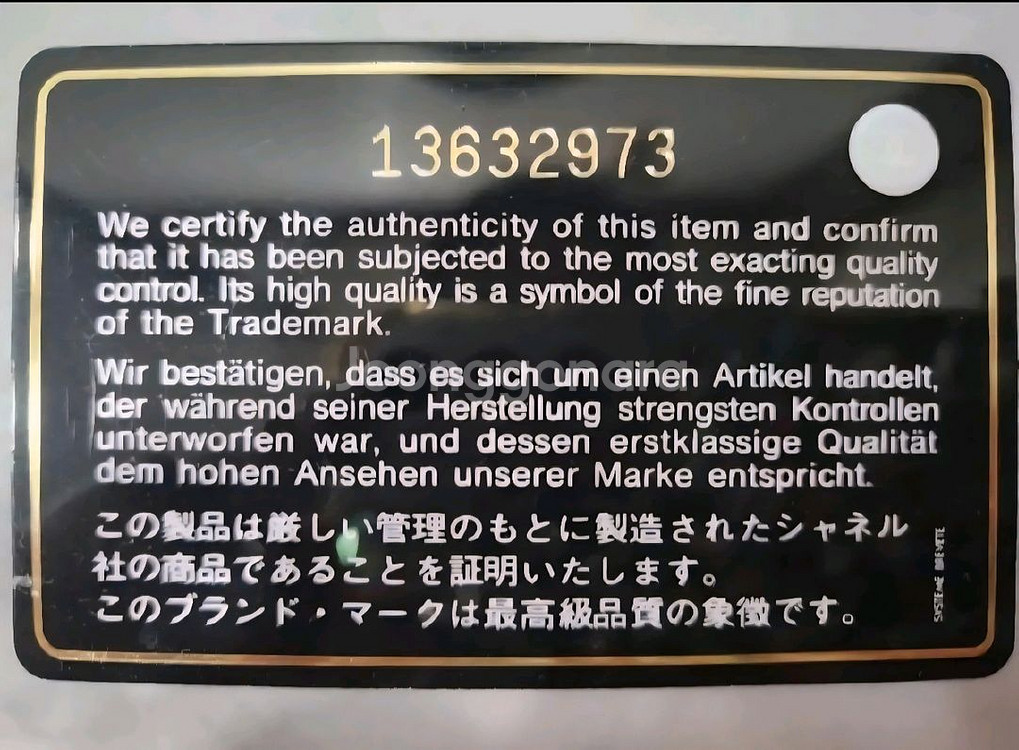 13632973
We certify the authenticity of this item and confirm
that it has been subjected to the most exacting quality
control. Its high quality is a symbol of the fine reputation
of the Trademark.
Wir bestätigen, dass es sich um einen Artikel handelt,
der während seiner Herstellung strengsten Kontrollen
unterworfen war, und dessen erstklassige Qualität
dem hohen Ansehen unserer Marke entspricht.
Joonggonara
この製品は厳しい管理のもとに製造されたシャネル
社の商品であることを証明いたします。
このブランド・マークは最高級品質の象徴です。
SYSTEME BREVETE